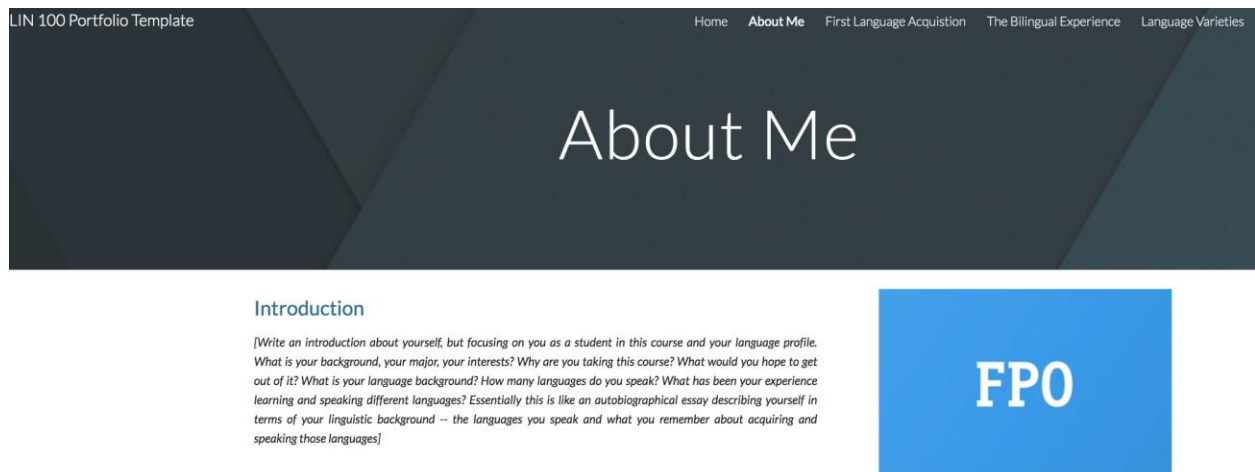 LIN 100 Portfolio Template
Home About Me First Language Acquistion The Bilingual Experience Language Varieties
About Me
Introduction
[Write an introduction about yourself, but focusing on you as a student in this course and your language profile.
What is your background, your major, your interests? Why are you taking this course? What would you hope to get
out of it? What is your language background? How many languages do you speak? What has been your experience
learning and speaking different languages? Essentially this is like an autobiographical essay describing yourself in
terms of your linguistic background -- the languages you speak and what you remember about acquiring and
speaking those languages]
FPO